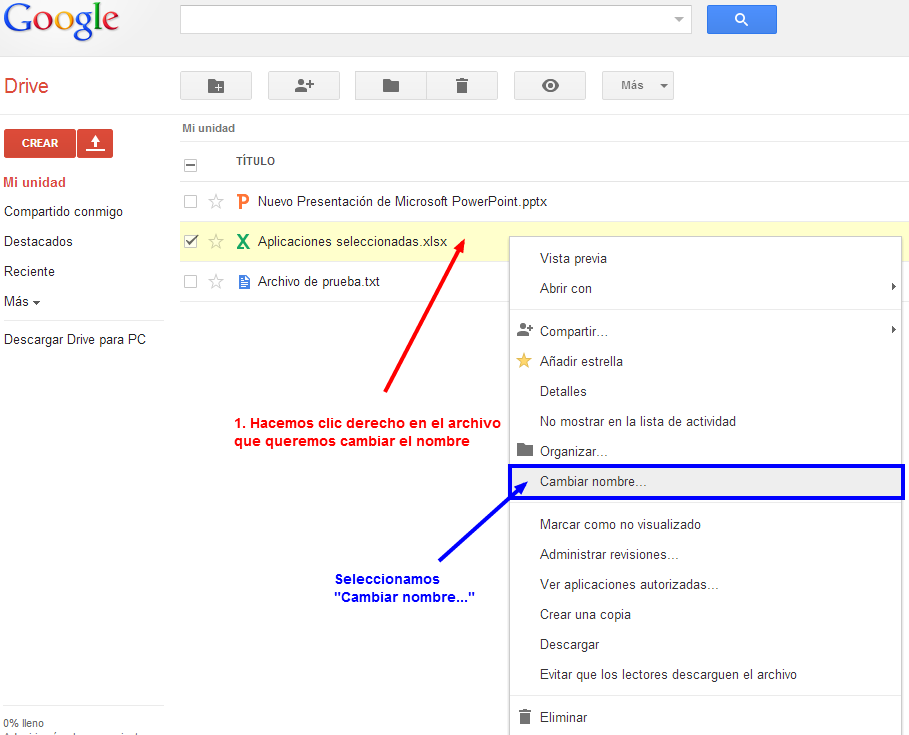 Google
Drive
Más
CREAR
Mi unidad
TÍTULO
Mi unidad
Compartido conmigo
Destacados
Reciente
Más
Descargar Drive para PC
Nuevo Presentación de Microsoft PowerPoint.pptx
Aplicaciones seleccionadas.xlsx
Archivo de prueba.txt
1. Hacemos clic derecho en el archivo
que queremos cambiar el nombre
Seleccionamos
"Cambiar nombre..."
Vista previa
Abrir con
Compartir...
Añadir estrella
Detalles
No mostrar en la lista de actividad
Organizar...
Cambiar nombre...
Marcar como no visualizado
Administrar revisiones...
Ver aplicaciones autorizadas...
Crear una copia
Descargar
Evitar que los lectores descarguen el archivo
Eliminar
0% lleno